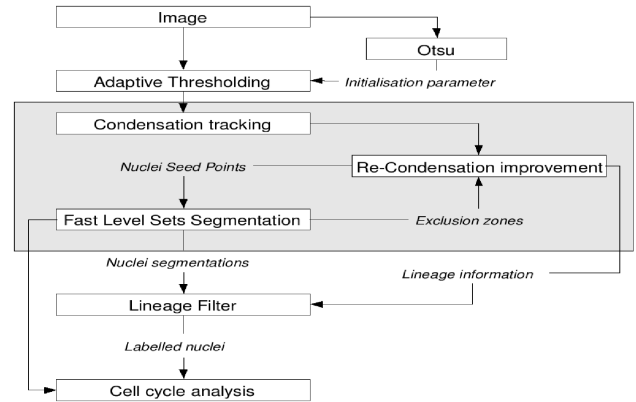 Image
Otsu
Adaptive Thresholding
Initialisation parameter
Condensation tracking
Nuclei Seed Points
Re-Condensation improvement
Fast Level Sets Segmentation
Exclusion zones
Nuclei segmentations
Lineage information
Lineage Filter
Labelled nuclei
Cell cycle analysis